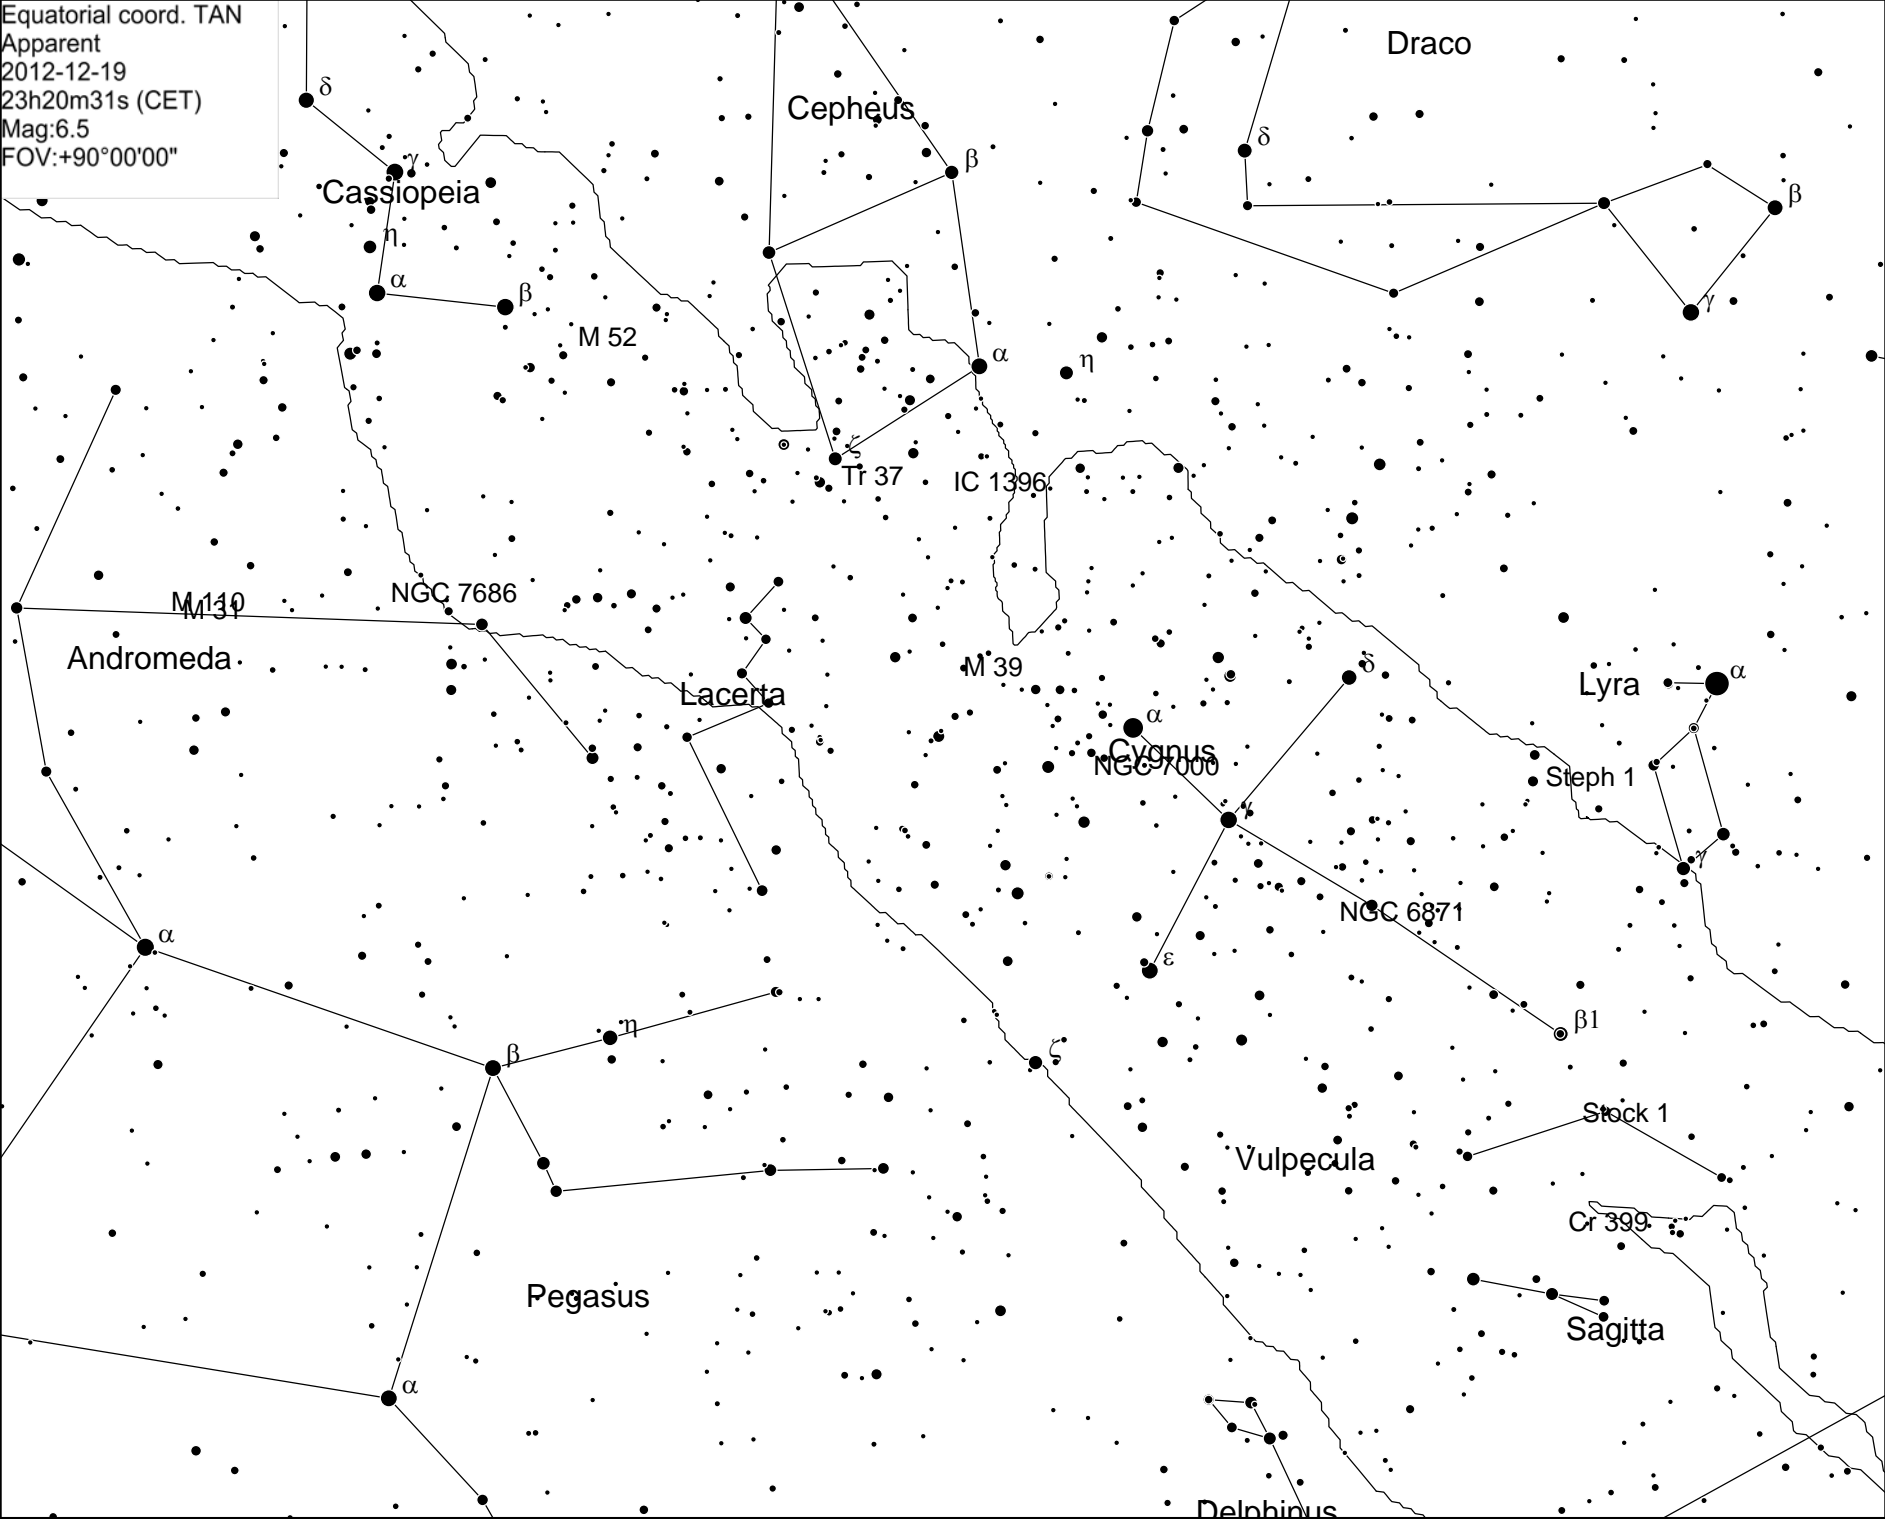 Equatorial coord. TAN
Apparent
2012-12-19
23h20m31s (CET)
Mag:6.5
FOV:+90°00'00"
Draco
δ
Cepheus
δ
β
γ
Cassiopeia
β
η
α
β
γ
M 52
α
η
ζ
Tr 37
IC 1396
NGC 7686
M 110
M 31
Andromeda
M 39
δ
Lyra
α
Lacerta
α
Cygnus
NGC 7000
Steph 1
γ
γ
NGC 6871
α
ε
η
β1
β
ζ
Stock 1
Vulpecula
Cr 399
Pegasus
Sagitta
α
Delphinus